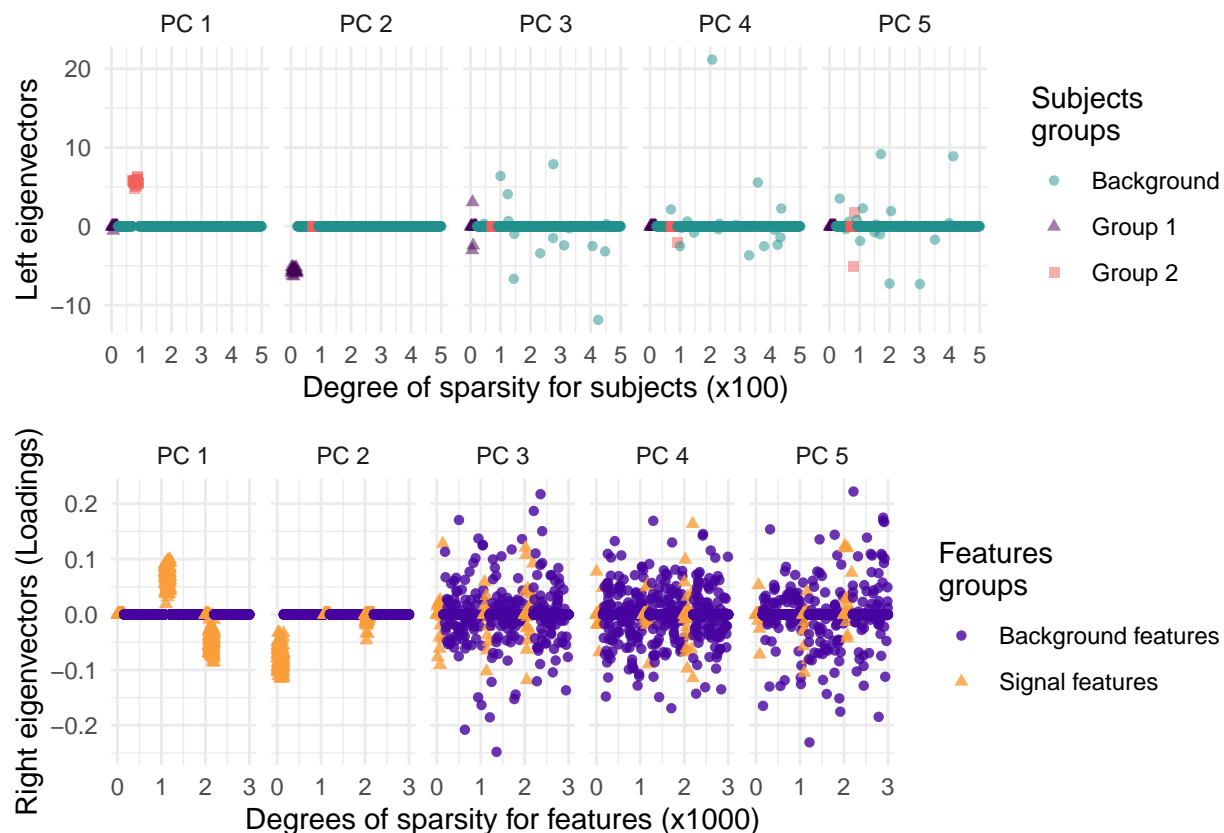 PC 1 PC 2 PC 3 PC 4 PC 5
Left eigenvectors
20
10
0
−10
0 1 2 3 4 5 0 1 2 3 4 5 0 1 2 3 4 5 0 1 2 3 4 5 0 1 2 3 4 5
Degree of sparsity for subjects (x100)
Subjects
groups
Background
Group 1
Group 2
PC 1 PC 2 PC 3 PC 4 PC 5
Right eigenvectors (Loadings)
0.2
0.1
0.0
−0.1
−0.2
0 1 2 3 0 1 2 3 0 1 2 3 0 1 2 3 0 1 2 3
Degrees of sparsity for features (x1000)
Features
groups
Background features
Signal features